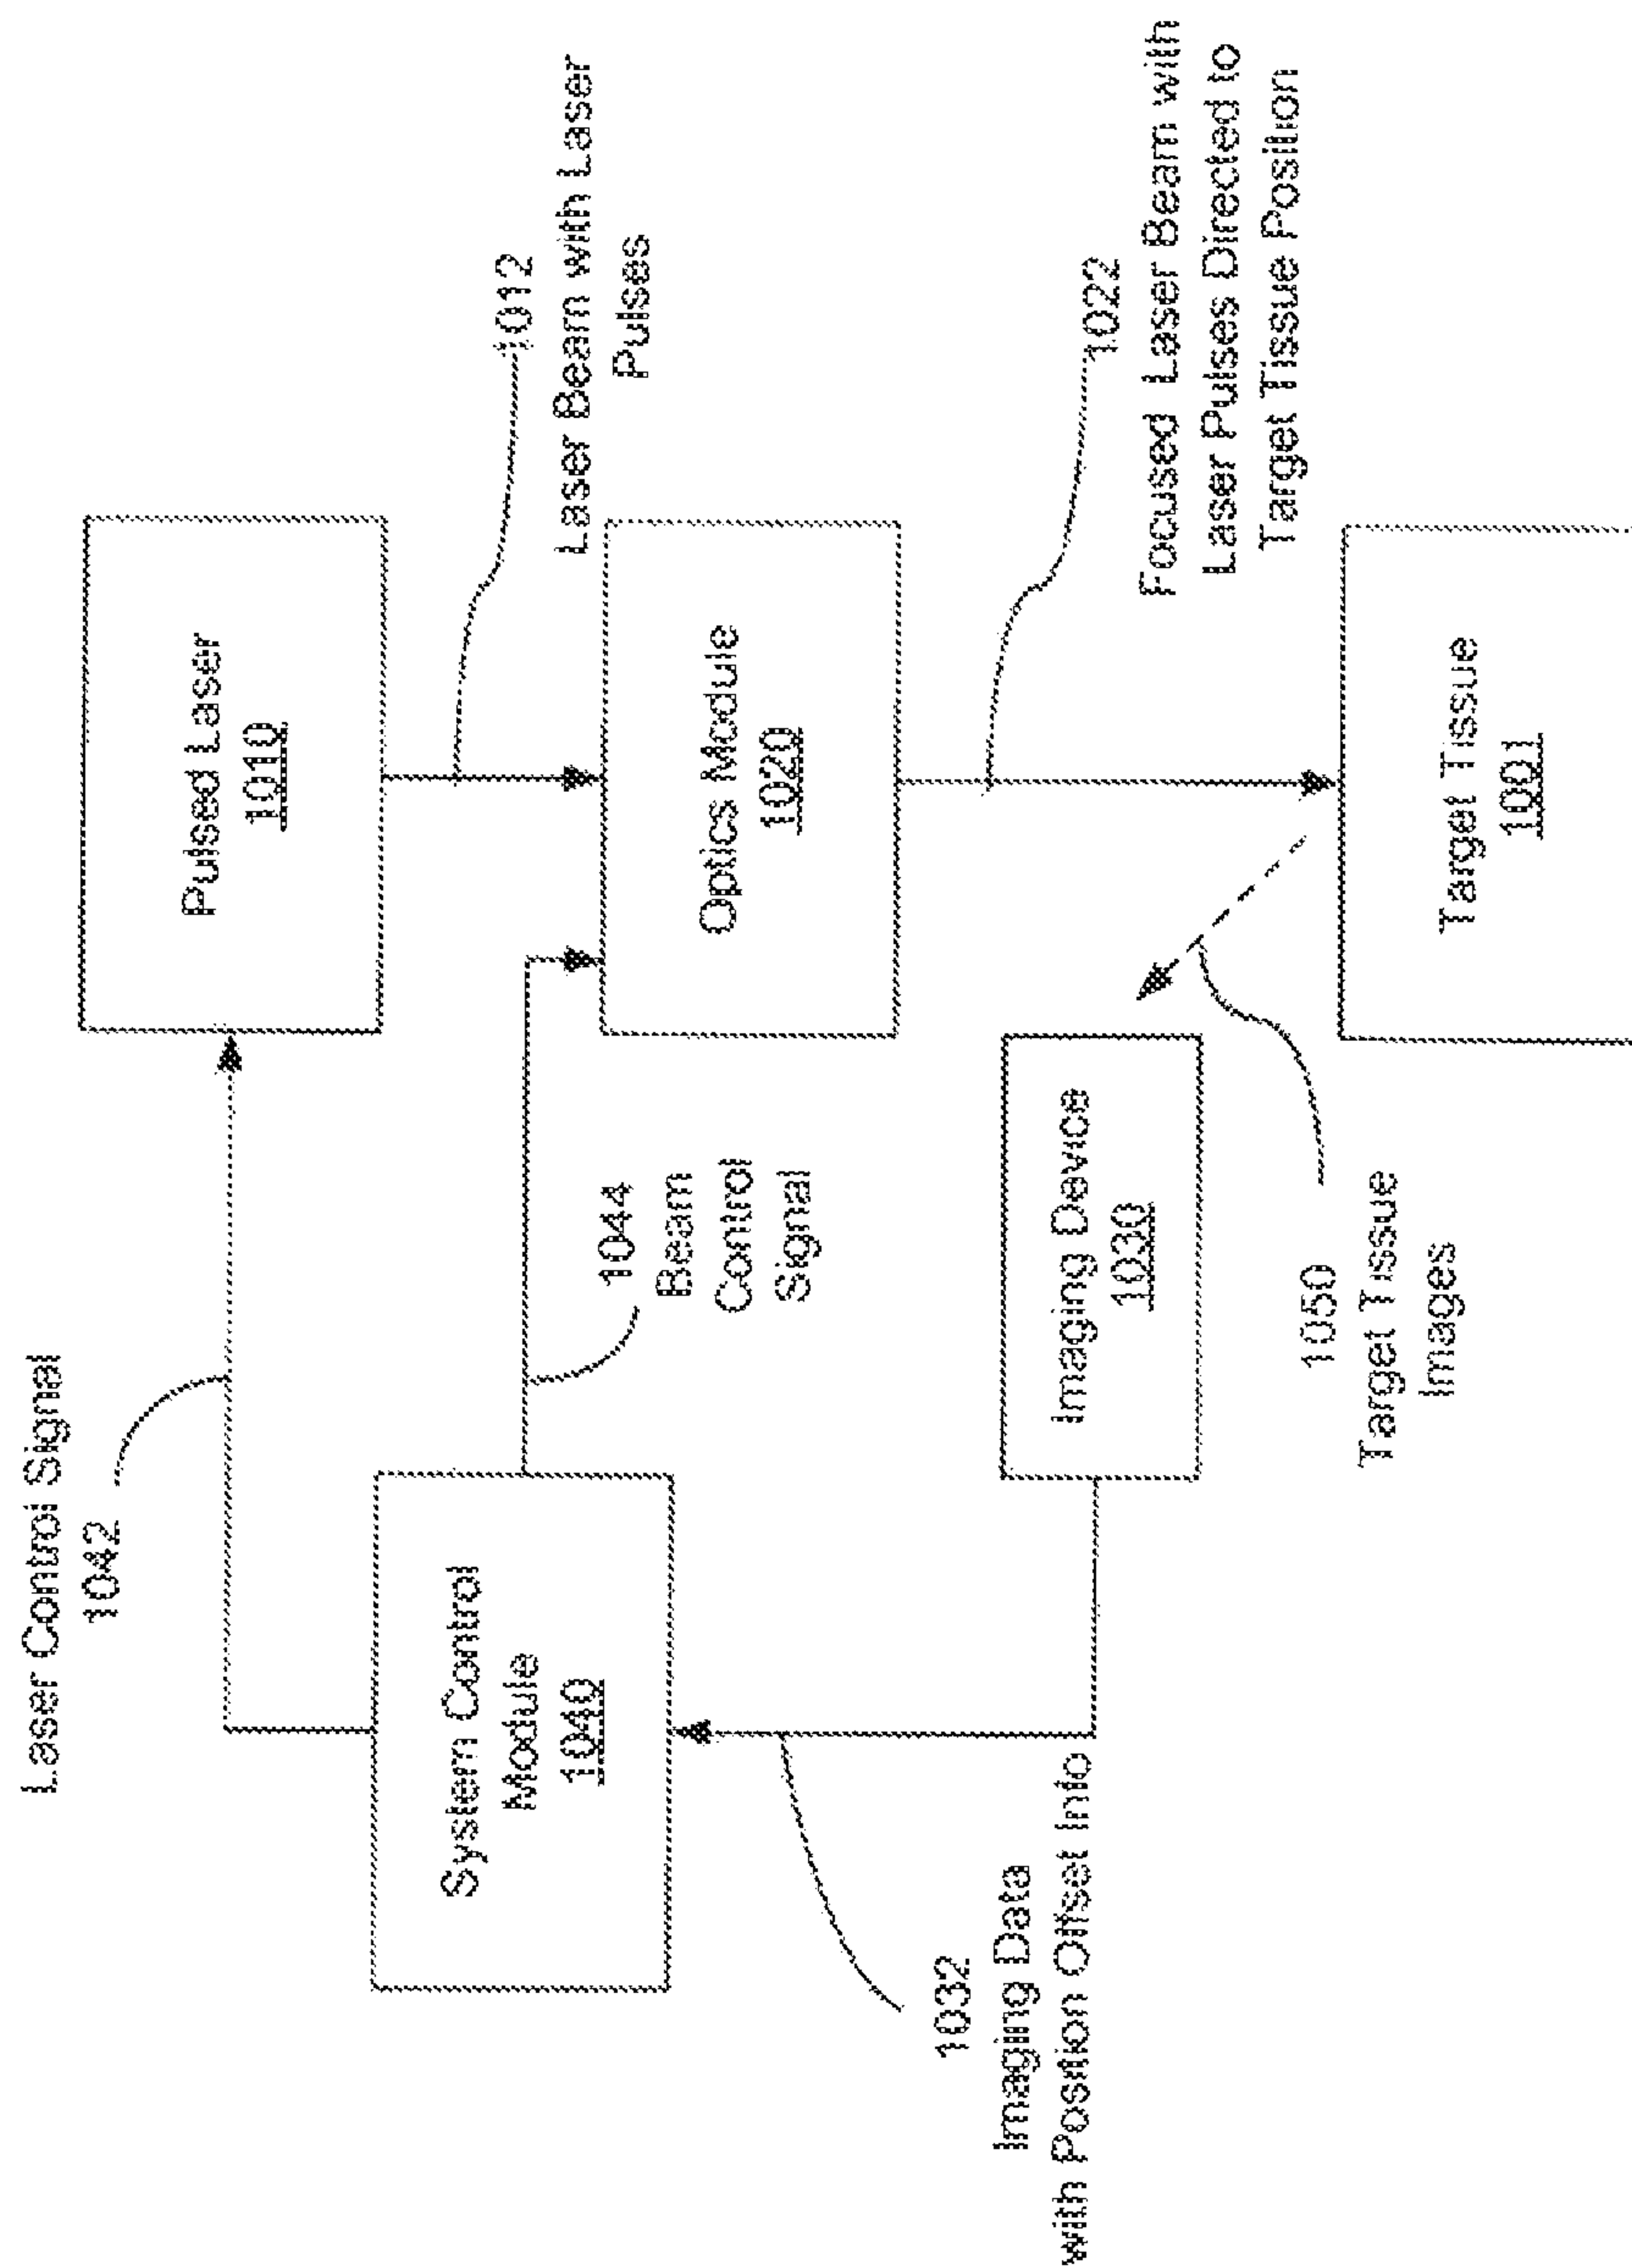 Laser Control Signal
1042
Pulsed Laser
1010
1012
Laser Beam with Laser
Pulses
System Control
Module
1040
1044
Beam
Control
Signal
Optics Module
1020
1032
Imaging Data
with Position Offset Info
Imaging Device
1030
1022
Focused Laser Beam with
Laser Pulses Directed to
Target Tissue Position
1050
Target Tissue
Images
Target Tissue
1001